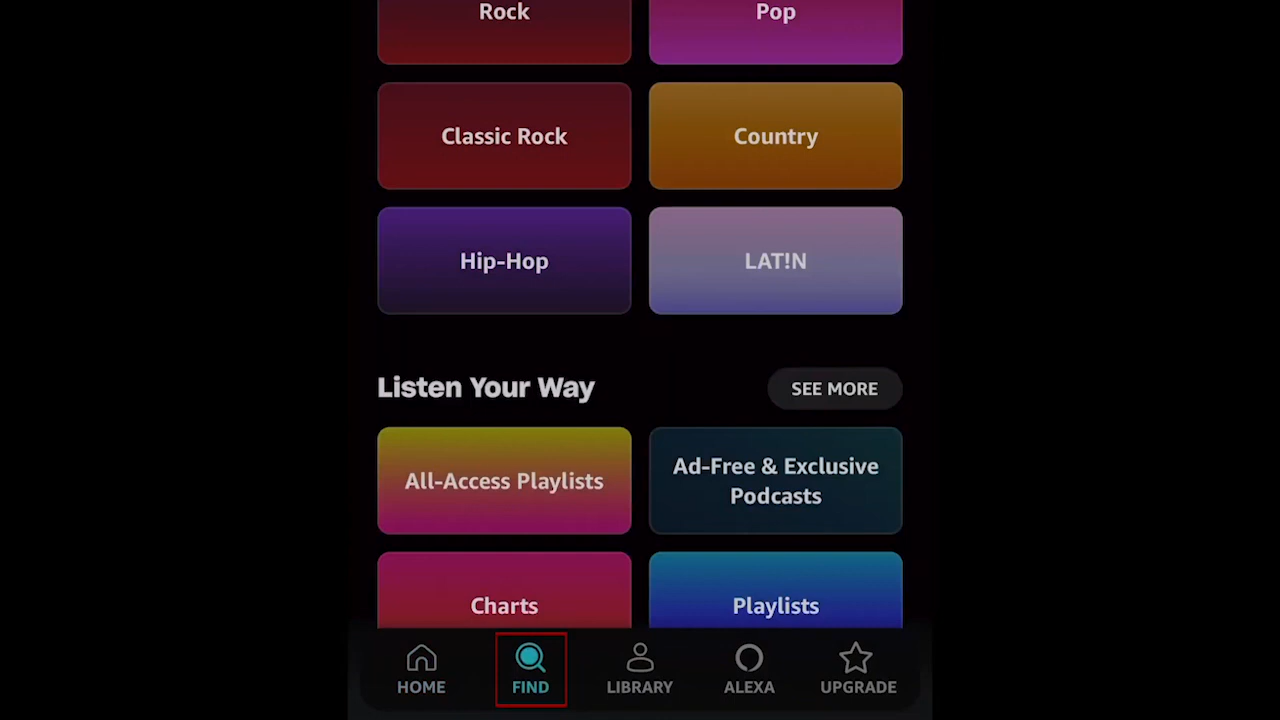 Rock
Pop
Classic Rock
Country
Hip-Hop
LAT!N
Listen Your Way
SEE MORE
All-Access Playlists
Ad-Free & Exclusive
Podcasts
Charts
Playlists
HOME
FIND
LIBRARY
ALEXA
UPGRADE